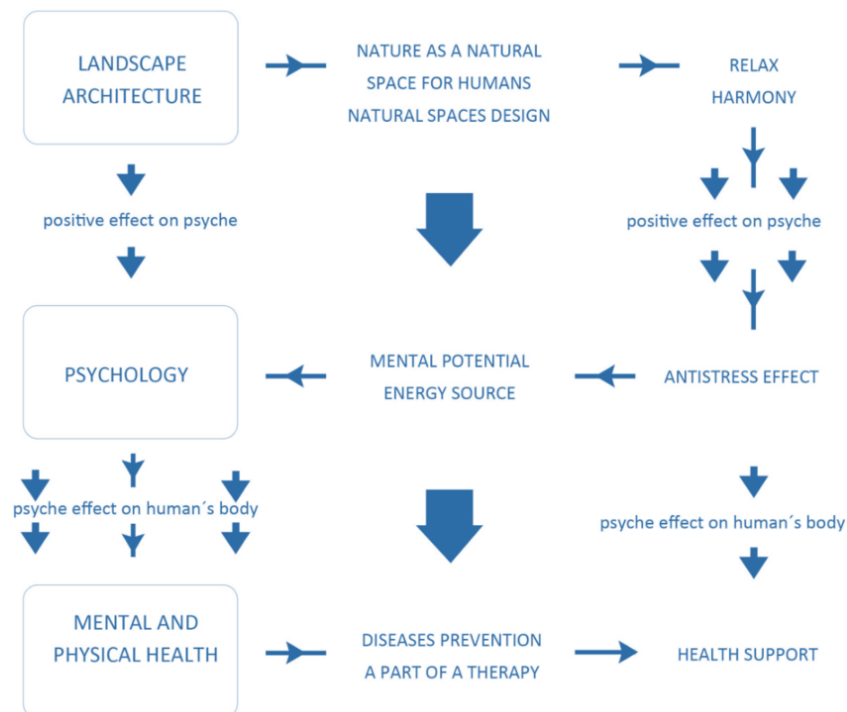 LANDSCAPE
ARCHITECTURE
NATURE AS A NATURAL
SPACE FOR HUMANS
NATURAL SPACES DESIGN
RELAX
HARMONY
positive effect on psyche
positive effect on psyche
PSYCHOLOGY
MENTAL POTENTIAL
ENERGY SOURCE
ANTISTRESS EFFECT
psyche effect on human´s body
psyche effect on human´s body
MENTAL AND
PHYSICAL HEALTH
DISEASES PREVENTION
A PART OF A THERAPY
HEALTH SUPPORT